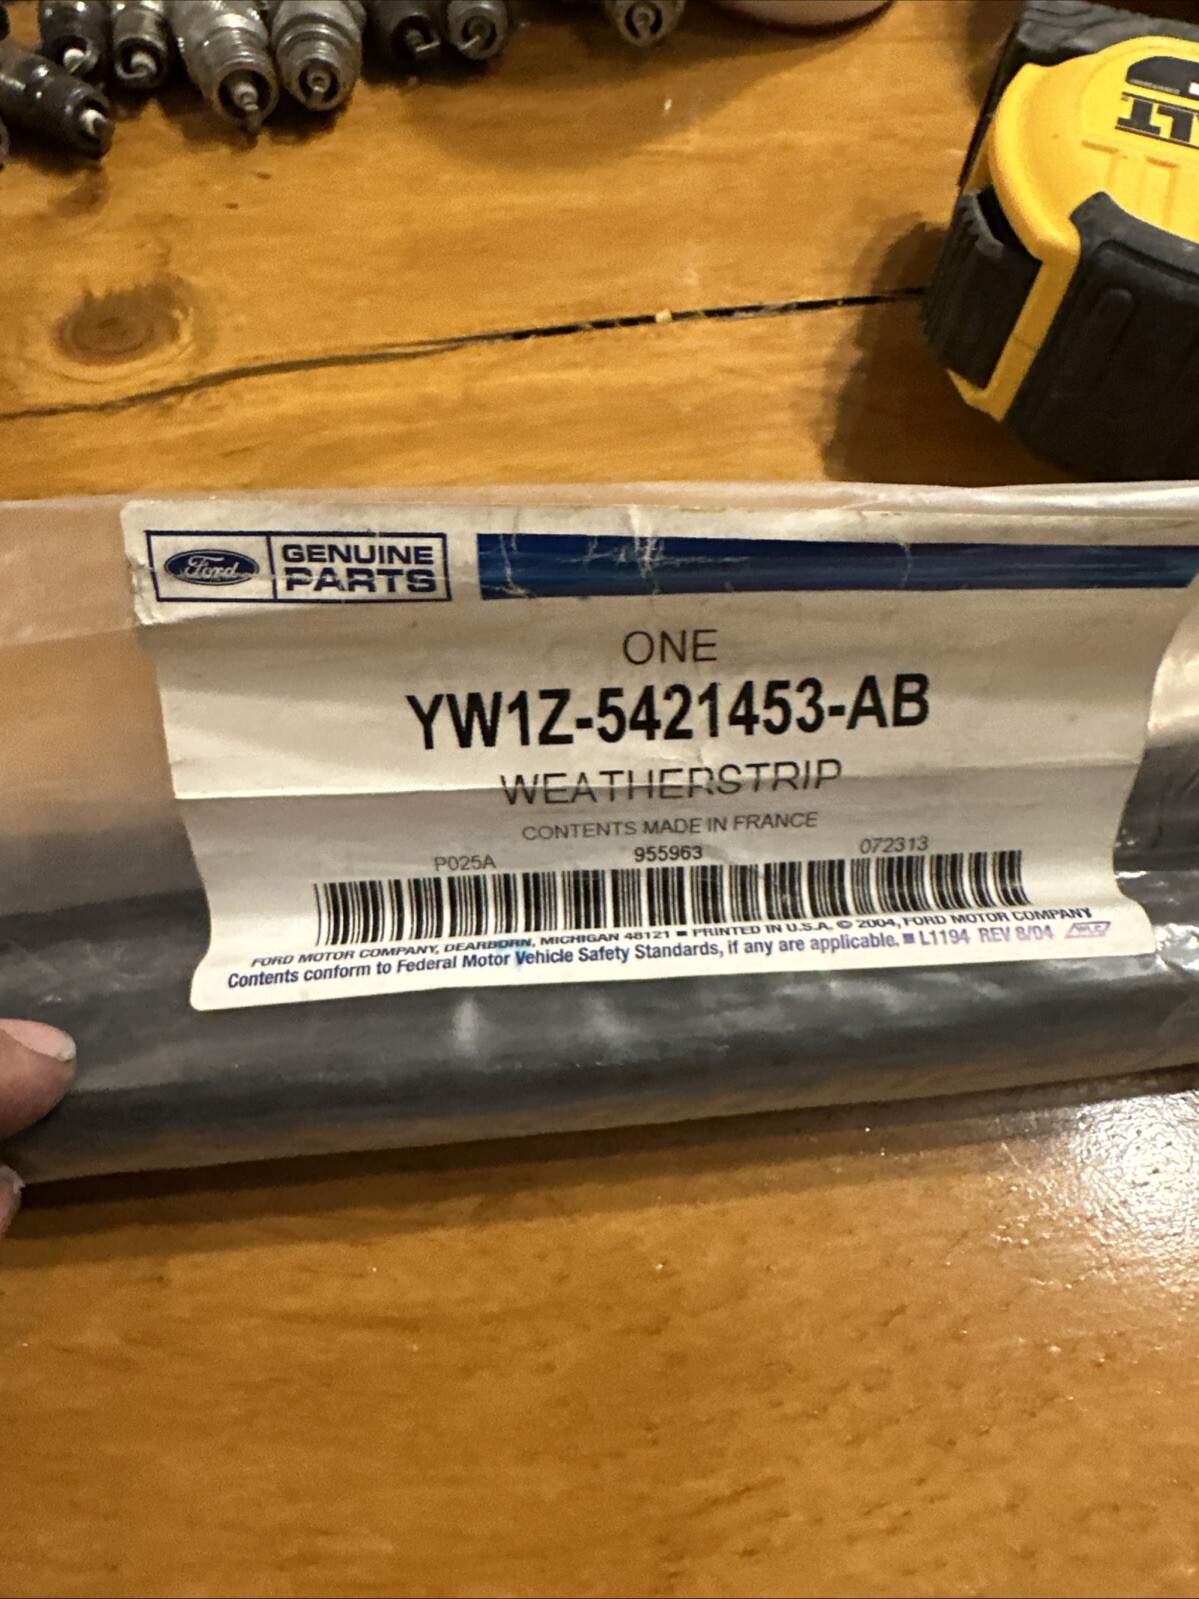 Ford
GENUINE
PARTS
ONE
YW1Z-5421453-AB
WEATHERSTRIP
CONTENTS MADE IN FRANCE
P025A 955963 072313
FORD MOTOR COMPANY, DEARBORN, MICHIGAN 48121 ■ PRINTED IN U.S.A. © 2004, FORD MOTOR COMPANY
Contents conform to Federal Motor Vehicle Safety Standards, if any are applicable. ■ L1194 REV 8/04